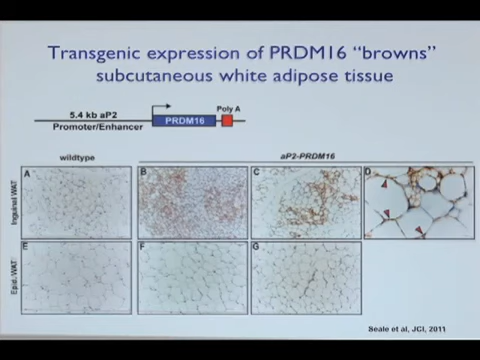 Transgenic expression of PRDM16 “browns”
subcutaneous white adipose tissue
5.4 kb aP2
Promoter/Enhancer
PRDM16
Poly A
wildtype
aP2-PRDM16
Inguinal WAT
A
B
C
D
Epid. WAT
E
F
G
Seale et al, JCI, 2011